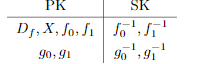 PK SK
D_f, X, f_0, f_1 f_0^{-1}, f_1^{-1}
g_0, g_1 g_0^{-1}, g_1^{-1}